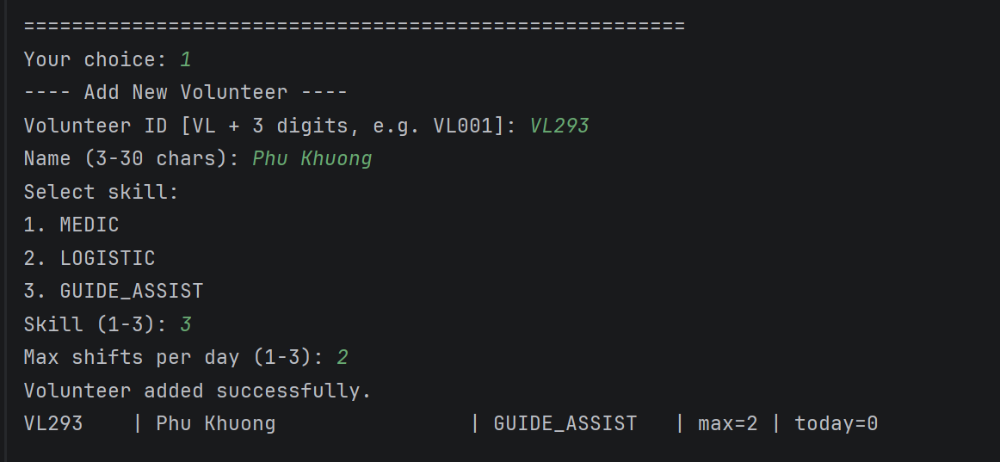 =======================================================
Your choice: 1
---- Add New Volunteer ----
Volunteer ID [VL + 3 digits, e.g. VL001]: VL293
Name (3-30 chars): Phu Khuong
Select skill:
1. MEDIC
2. LOGISTIC
3. GUIDE_ASSIST
Skill (1-3): 3
Max shifts per day (1-3): 2
Volunteer added successfully.
VL293    | Phu Khuong                | GUIDE_ASSIST   | max=2 | today=0